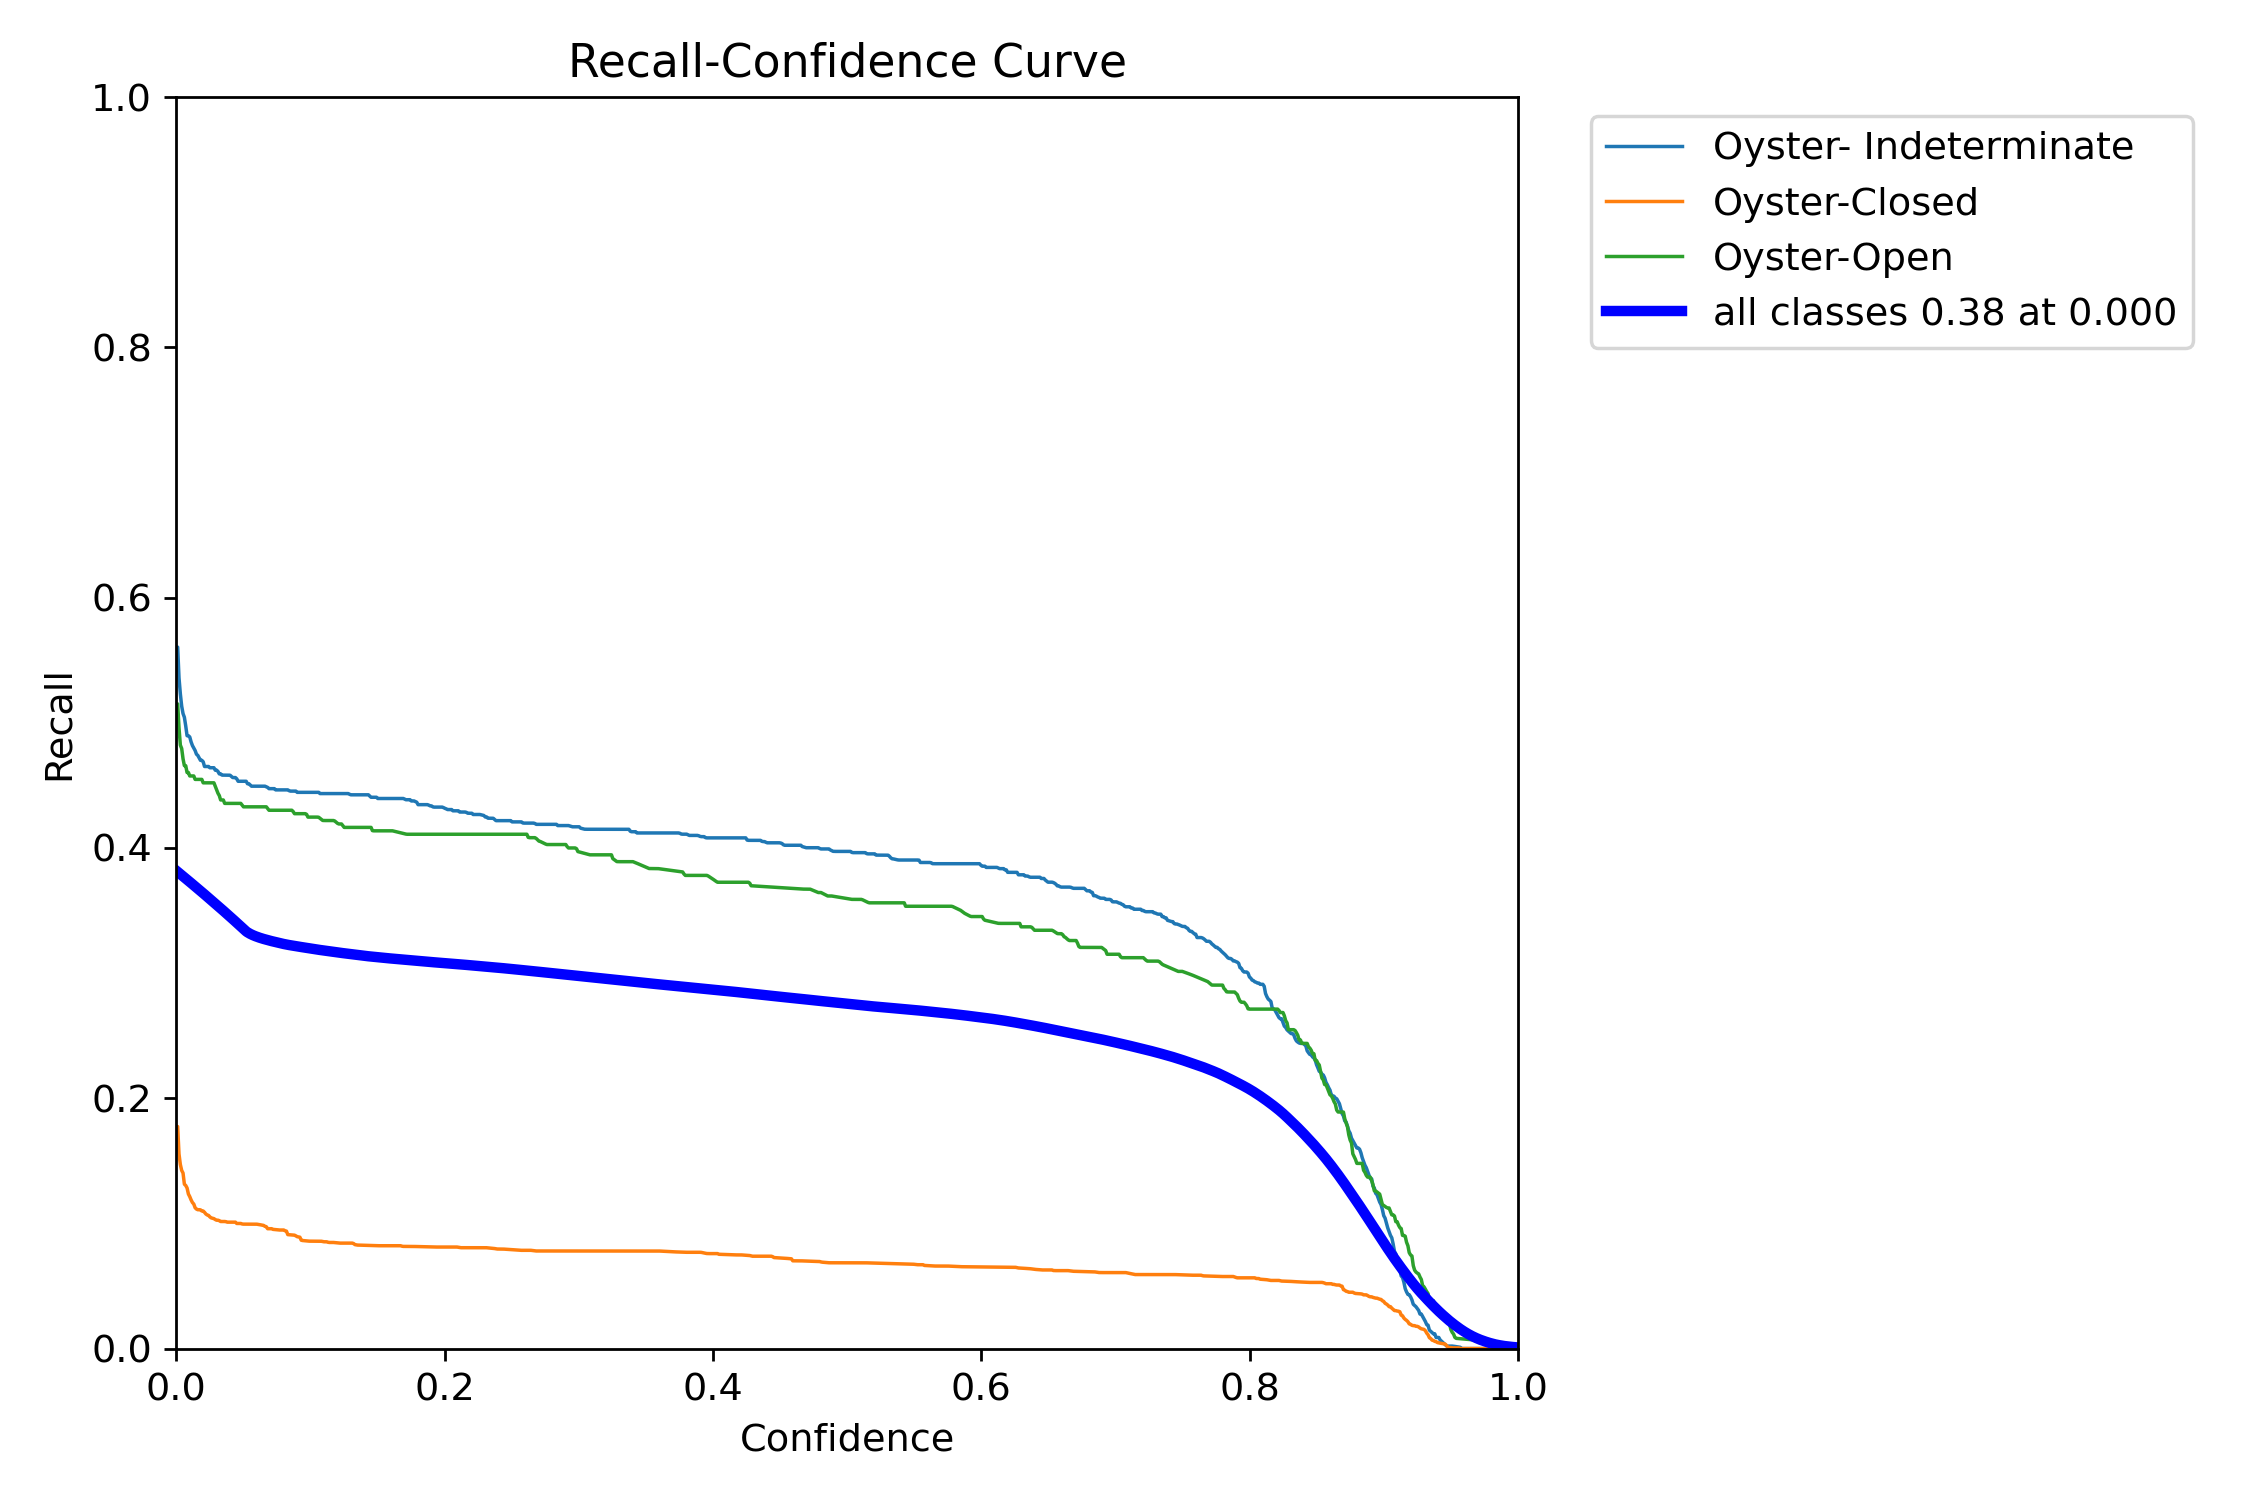 Recall-Confidence Curve
1.0
0.8
0.6
0.4
0.2
0.0
Recall
0.0 0.2 0.4 0.6 0.8 1.0
Confidence
Oyster- Indeterminate
Oyster-Closed
Oyster-Open
all classes 0.38 at 0.000